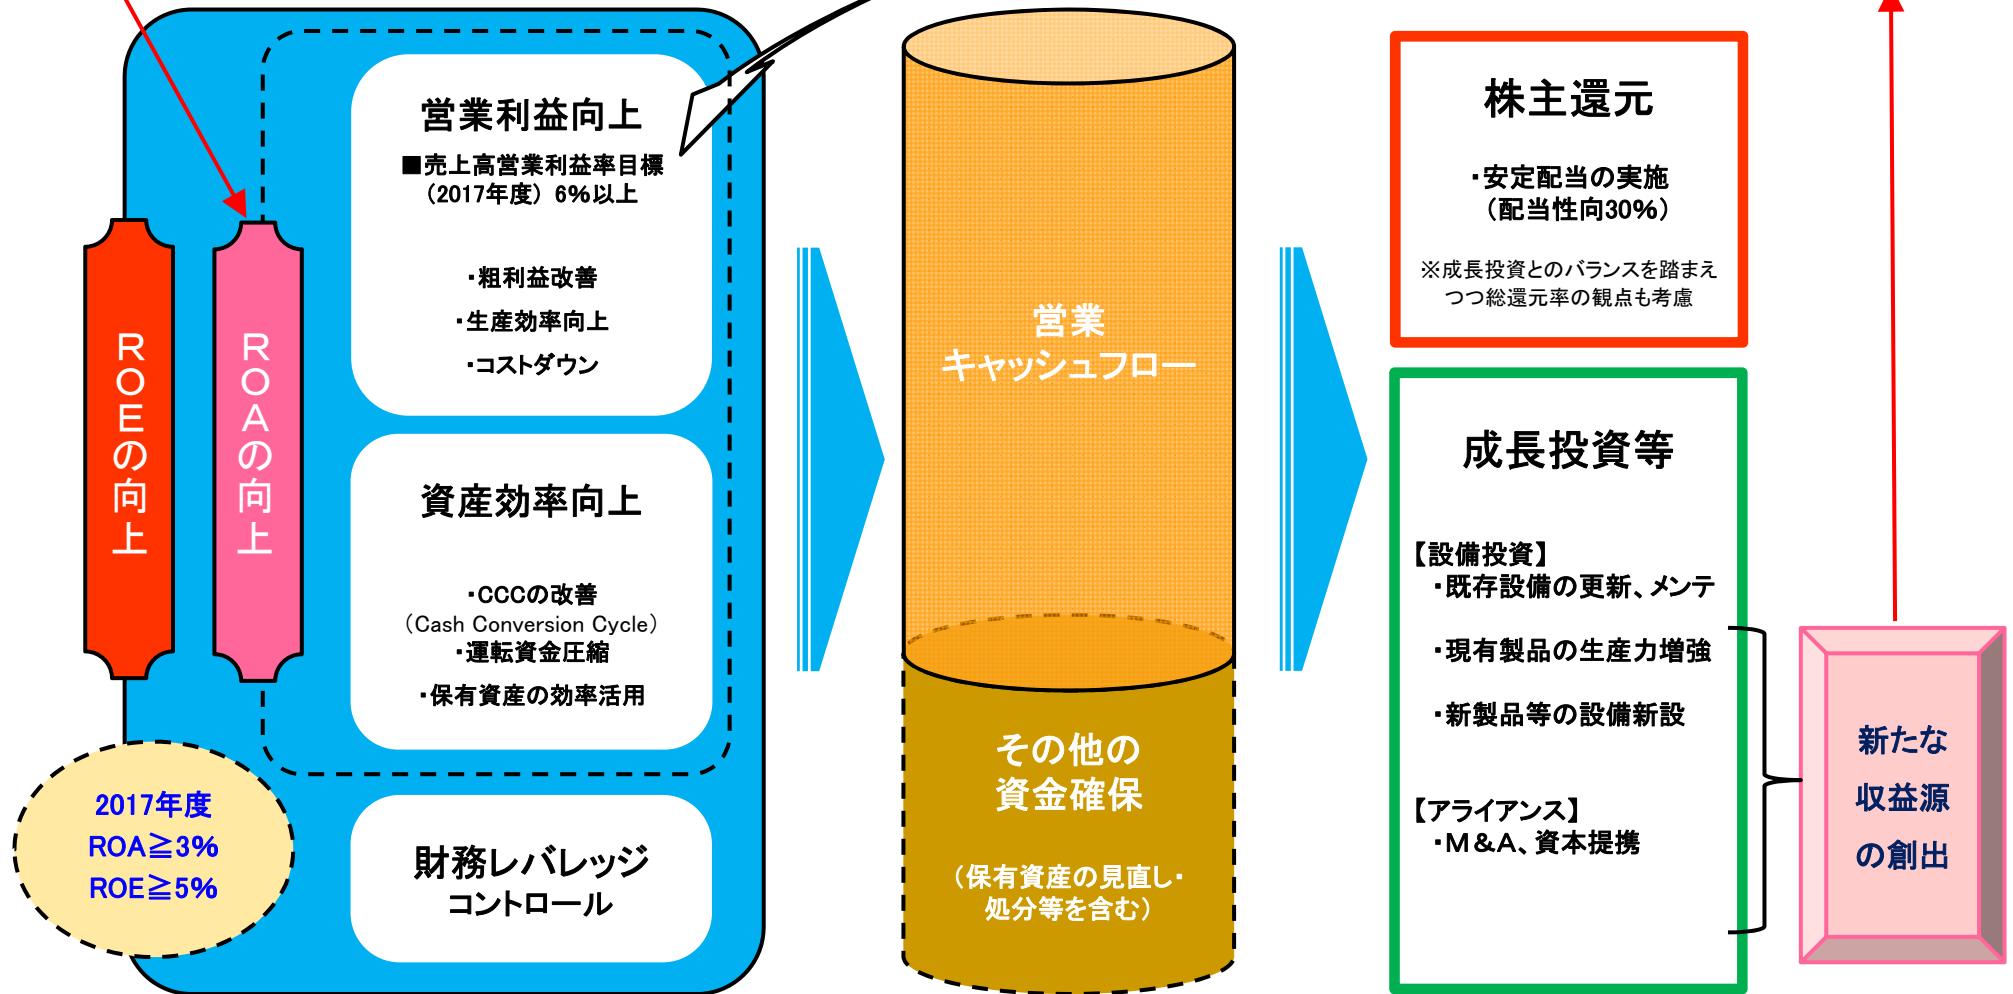 ROEの向上
ROAの向上
営業利益向上
■売上高営業利益率目標
(2017年度) 6%以上
・粗利益改善
・生産効率向上
・コストダウン
資産効率向上
・CCCの改善
(Cash Conversion Cycle)
・運転資金圧縮
・保有資産の効率活用
財務レバレッジ
コントロール
2017年度
ROA≧3%
ROE≧5%
営業
キャッシュフロー
その他の
資金確保
(保有資産の見直し・
処分等を含む)
株主還元
・安定配当の実施
(配当性向30%)
※成長投資とのバランスを踏まえ
つつ総還元率の観点も考慮
成長投資等
【設備投資】
・既存設備の更新、メンテ
・現有製品の生産力増強
・新製品等の設備新設
【アライアンス】
・M&A、資本提携
新たな
収益源
の創出